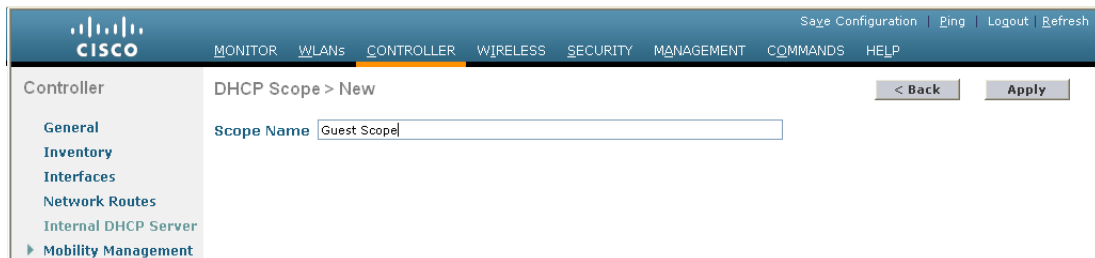 Save Configuration | Ping | Logout | Refresh
CISCO
MONITOR WLANs CONTROLLER WIRELESS SECURITY MANAGEMENT COMMANDS HELP
Controller
DHCP Scope > New
< Back
Apply
General
Inventory
Interfaces
Network Routes
Internal DHCP Server
Mobility Management
Scope Name Guest Scope